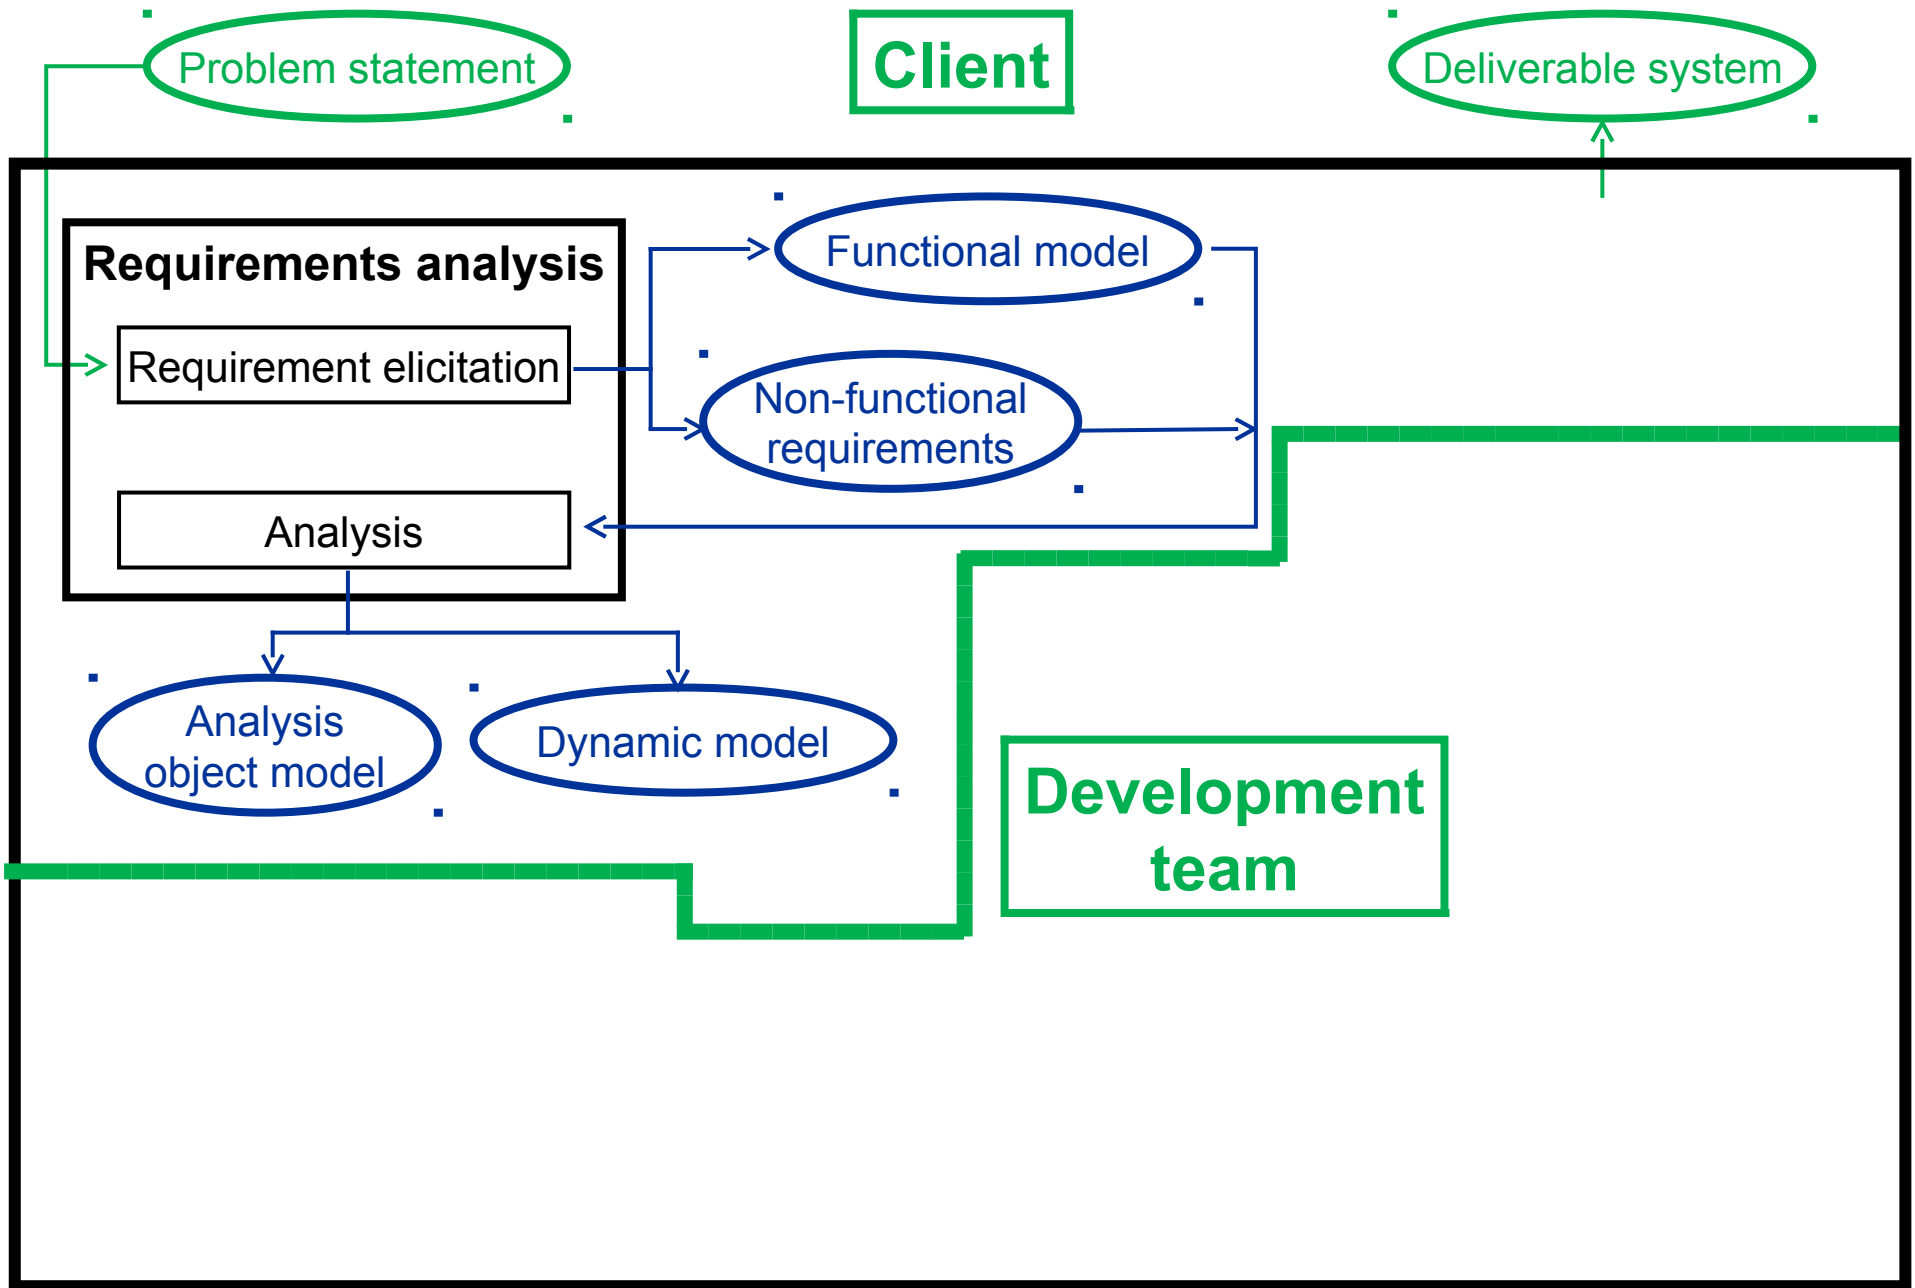 Problem statement
Client
Deliverable system
Requirements analysis
Functional model
Requirement elicitation
Non-functional
requirements
Analysis
Analysis
object model
Dynamic model
Development
team